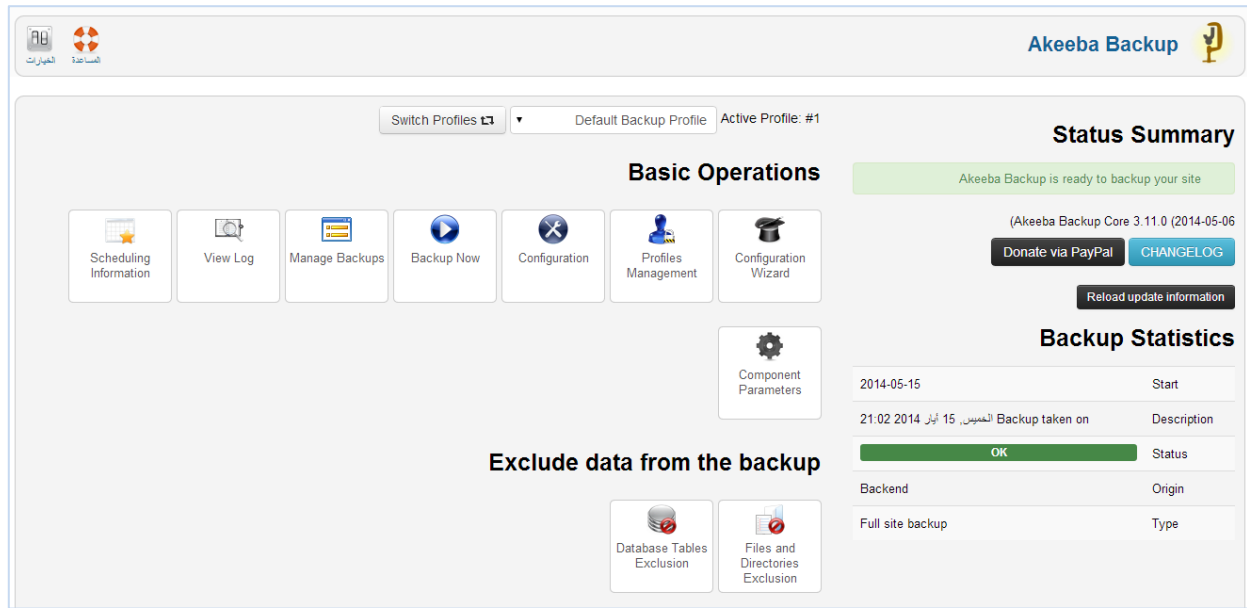 Akeeba Backup
المساعدة
الخيارات
Status Summary
Akeeba Backup is ready to backup your site
(Akeeba Backup Core 3.11.0 (2014-05-06
CHANGELOG
Donate via PayPal
Reload update information
Backup Statistics
Start 2014-05-15
Description Backup taken on الخميس, 15 أيار 2014 21:02
Status OK
Origin Backend
Type Full site backup
Active Profile: #1
Default Backup Profile
Switch Profiles
Basic Operations
Configuration
Wizard
Profiles
Management
Configuration
Backup Now
Manage Backups
View Log
Scheduling
Information
Component
Parameters
Exclude data from the backup
Files and
Directories
Exclusion
Database Tables
Exclusion